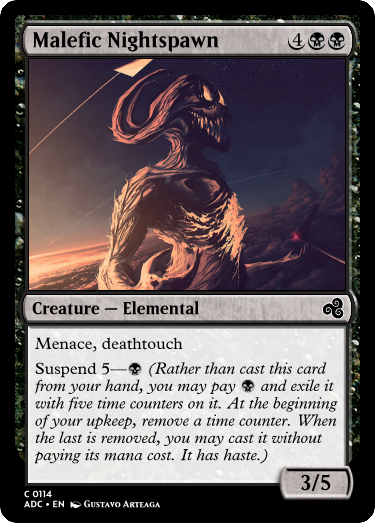 Malefic Nightspawn 4
Creature — Elemental
Menace, deathtouch
Suspend 5— (Rather than cast this card
from your hand, you may pay and exile it
with five time counters on it. At the beginning
of your upkeep, remove a time counter. When
the last is removed, you may cast it without
paying its mana cost. It has haste.)
3/5
C 0114
ADC • EN Gustavo Arteaga